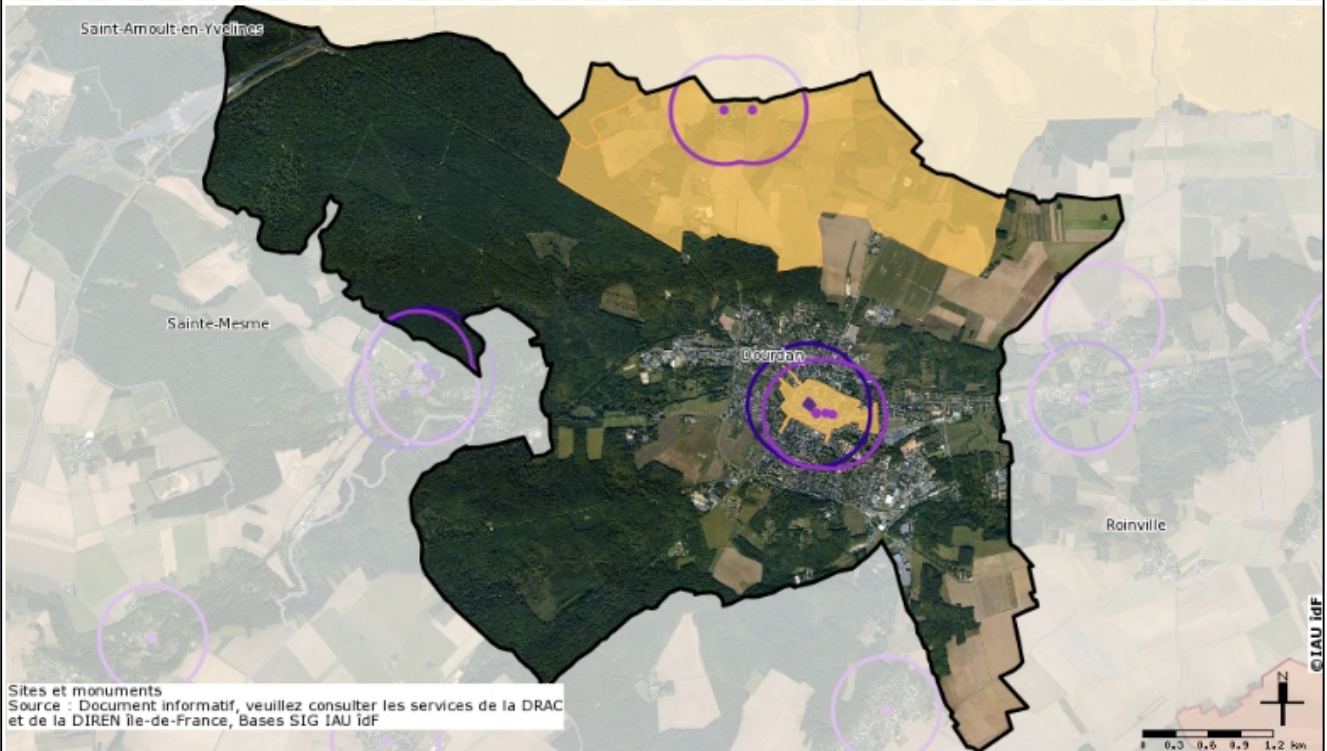 Saint-Arnoult-en-Yvelines
Sainte-Mesme
Dourdan
Roinville
©IAU îdF
Sites et monuments
Source : Document informatif, veuillez consulter les services de la DRAC
et de la DIREN île-de-France, Bases SIG IAU îdF
N
0 0.3 0.6 0.9 1.2 km